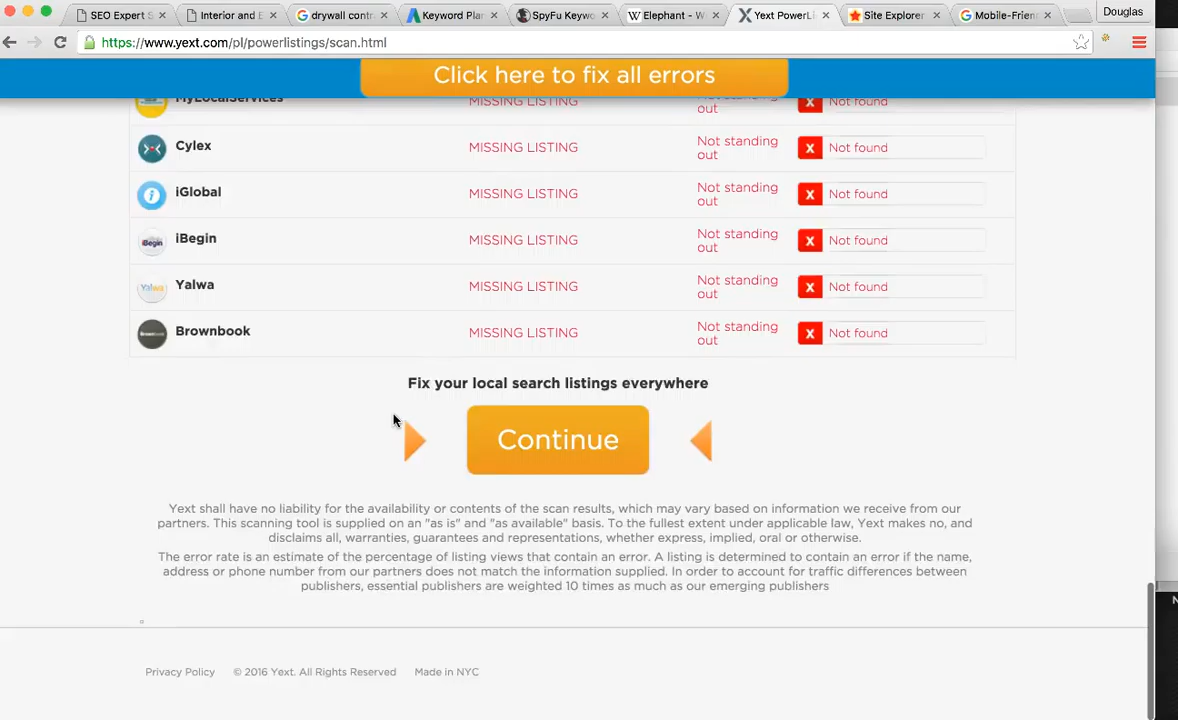 SEO Expert S
Interior and E
drywall contr
Keyword Plan
SpyFu Keywo
Elephant - W
Yext PowerLi
Site Explorer
Mobile-Frien
Douglas
https://www.yext.com/pl/powerlistings/scan.html
Click here to fix all errors
MyLocalServices MISSING LISTING Not standing out X Not found
Cylex MISSING LISTING Not standing out X Not found
iGlobal MISSING LISTING Not standing out X Not found
iBegin MISSING LISTING Not standing out X Not found
Yalwa MISSING LISTING Not standing out X Not found
Brownbook MISSING LISTING Not standing out X Not found
Fix your local search listings everywhere
Continue
Yext shall have no liability for the availability or contents of the scan results, which may vary based on information we receive from our
partners. This scanning tool is supplied on an "as is" and "as available" basis. To the fullest extent under applicable law, Yext makes no, and
disclaims all, warranties, guarantees and representations, whether express, implied, oral or otherwise.
The error rate is an estimate of the percentage of listing views that contain an error. A listing is determined to contain an error if the name,
address or phone number from our partners does not match the information supplied. In order to account for traffic differences between
publishers, essential publishers are weighted 10 times as much as our emerging publishers
Privacy Policy © 2016 Yext. All Rights Reserved Made in NYC